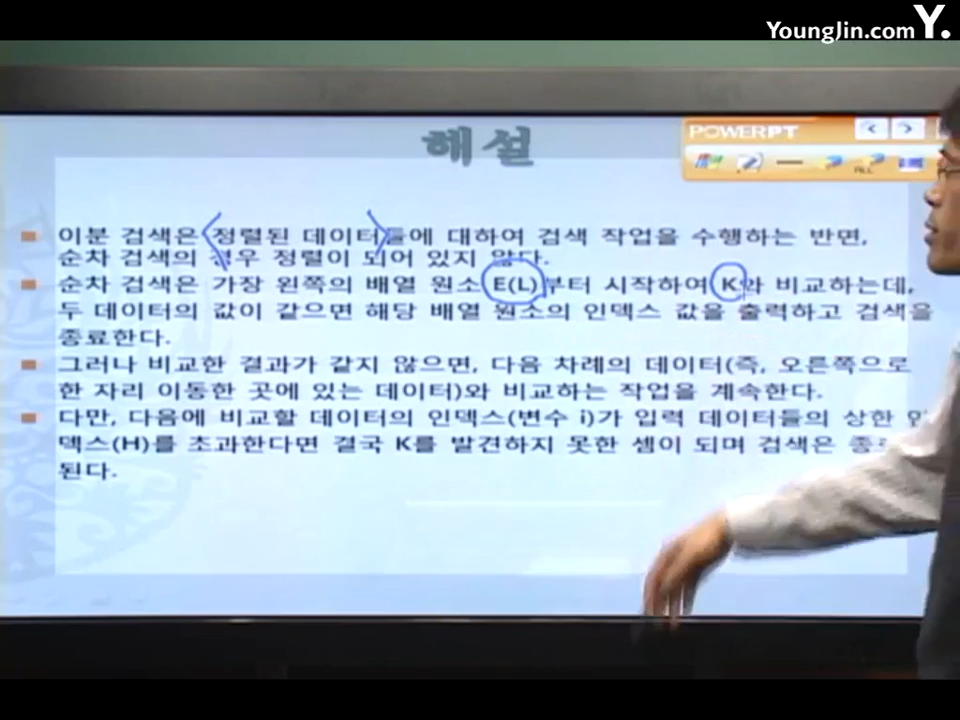 YoungJin.com Y.
해설
POWERPT
ALL
이분 검색은 정렬된 데이터들에 대하여 검색 작업을 수행하는 반면,
순차 검색의 경우 정렬이 되어 있지 않다.
순차 검색은 가장 왼쪽의 배열 원소 E(L)부터 시작하여 K와 비교하는데,
두 데이터의 값이 같으면 해당 배열 원소의 인덱스 값을 출력하고 검색을
종료한다.
그러나 비교한 결과가 같지 않으면, 다음 차례의 데이터(즉, 오른쪽으로
한 자리 이동한 곳에 있는 데이터)와 비교하는 작업을 계속한다.
다만, 다음에 비교할 데이터의 인덱스(변수 i)가 입력 데이터들의 상한
덱스(H)를 초과한다면 결국 K를 발견하지 못한 셈이 되며 검색은
된다.